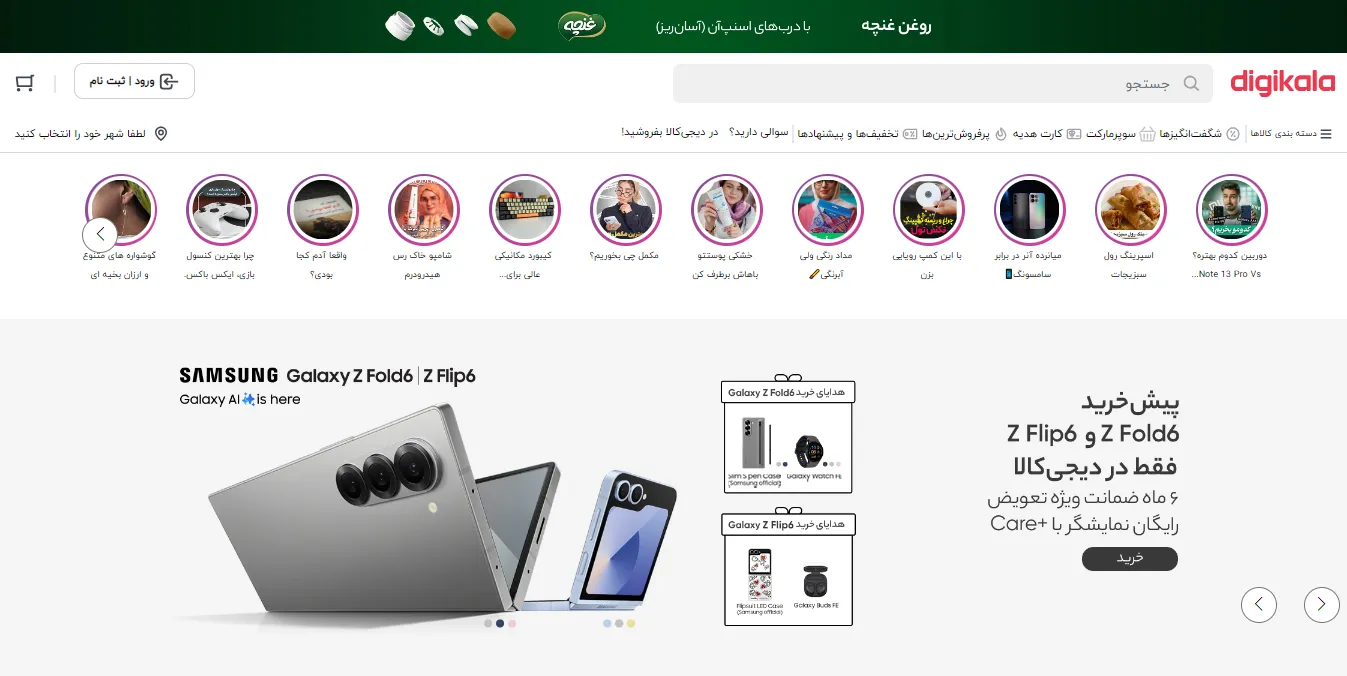 روغن غنچه
با درب‌های اسنپ‌آن (آسان‌ریز)
غنچه
digikala
جستجو
ورود | ثبت نام
دسته بندی کالاها
شگفت‌انگیزها
سوپرمارکت
کارت هدیه
پرفروش‌ترین‌ها
تخفیف‌ها و پیشنهادها
سوالی دارید؟
در دیجی‌کالا بفروشید!
لطفا شهر خود را انتخاب کنید
دوربین کدوم بهتره؟
Note 13 Pro Vs...
اسپرینگ رول
سبزیجات
میانرده آنر در برابر
سامسونگ📱
با این کمپ رویایی
بزن
مداد رنگی ولی
آبرنگی🖍
خشکی پوستتو
باهاش برطرف کن
مکمل چی بخوریم؟
کیبورد مکانیکی
عالی برای...
شامپو خاک رس
هیدرودرم
واقعا آدم کجا
بودی؟
چرا بهترین کنسول
بازی، ایکس باکس.
گوشواره های متنوع
و ارزان بخیه ای
SAMSUNG Galaxy Z Fold6 | Z Flip6
Galaxy AI✨is here
هدایای خرید Galaxy Z Fold6
Slim S pen Case
(Samsung official)
Galaxy Watch FE
هدایای خرید Galaxy Z Flip6
Flipsuit LED Case
(Samsung official)
Galaxy Buds FE
پیش‌خرید
Z Fold6 و Z Flip6
فقط در دیجی‌کالا
۶ ماه ضمانت ویژه تعویض
رایگان نمایشگر با Care+
خرید